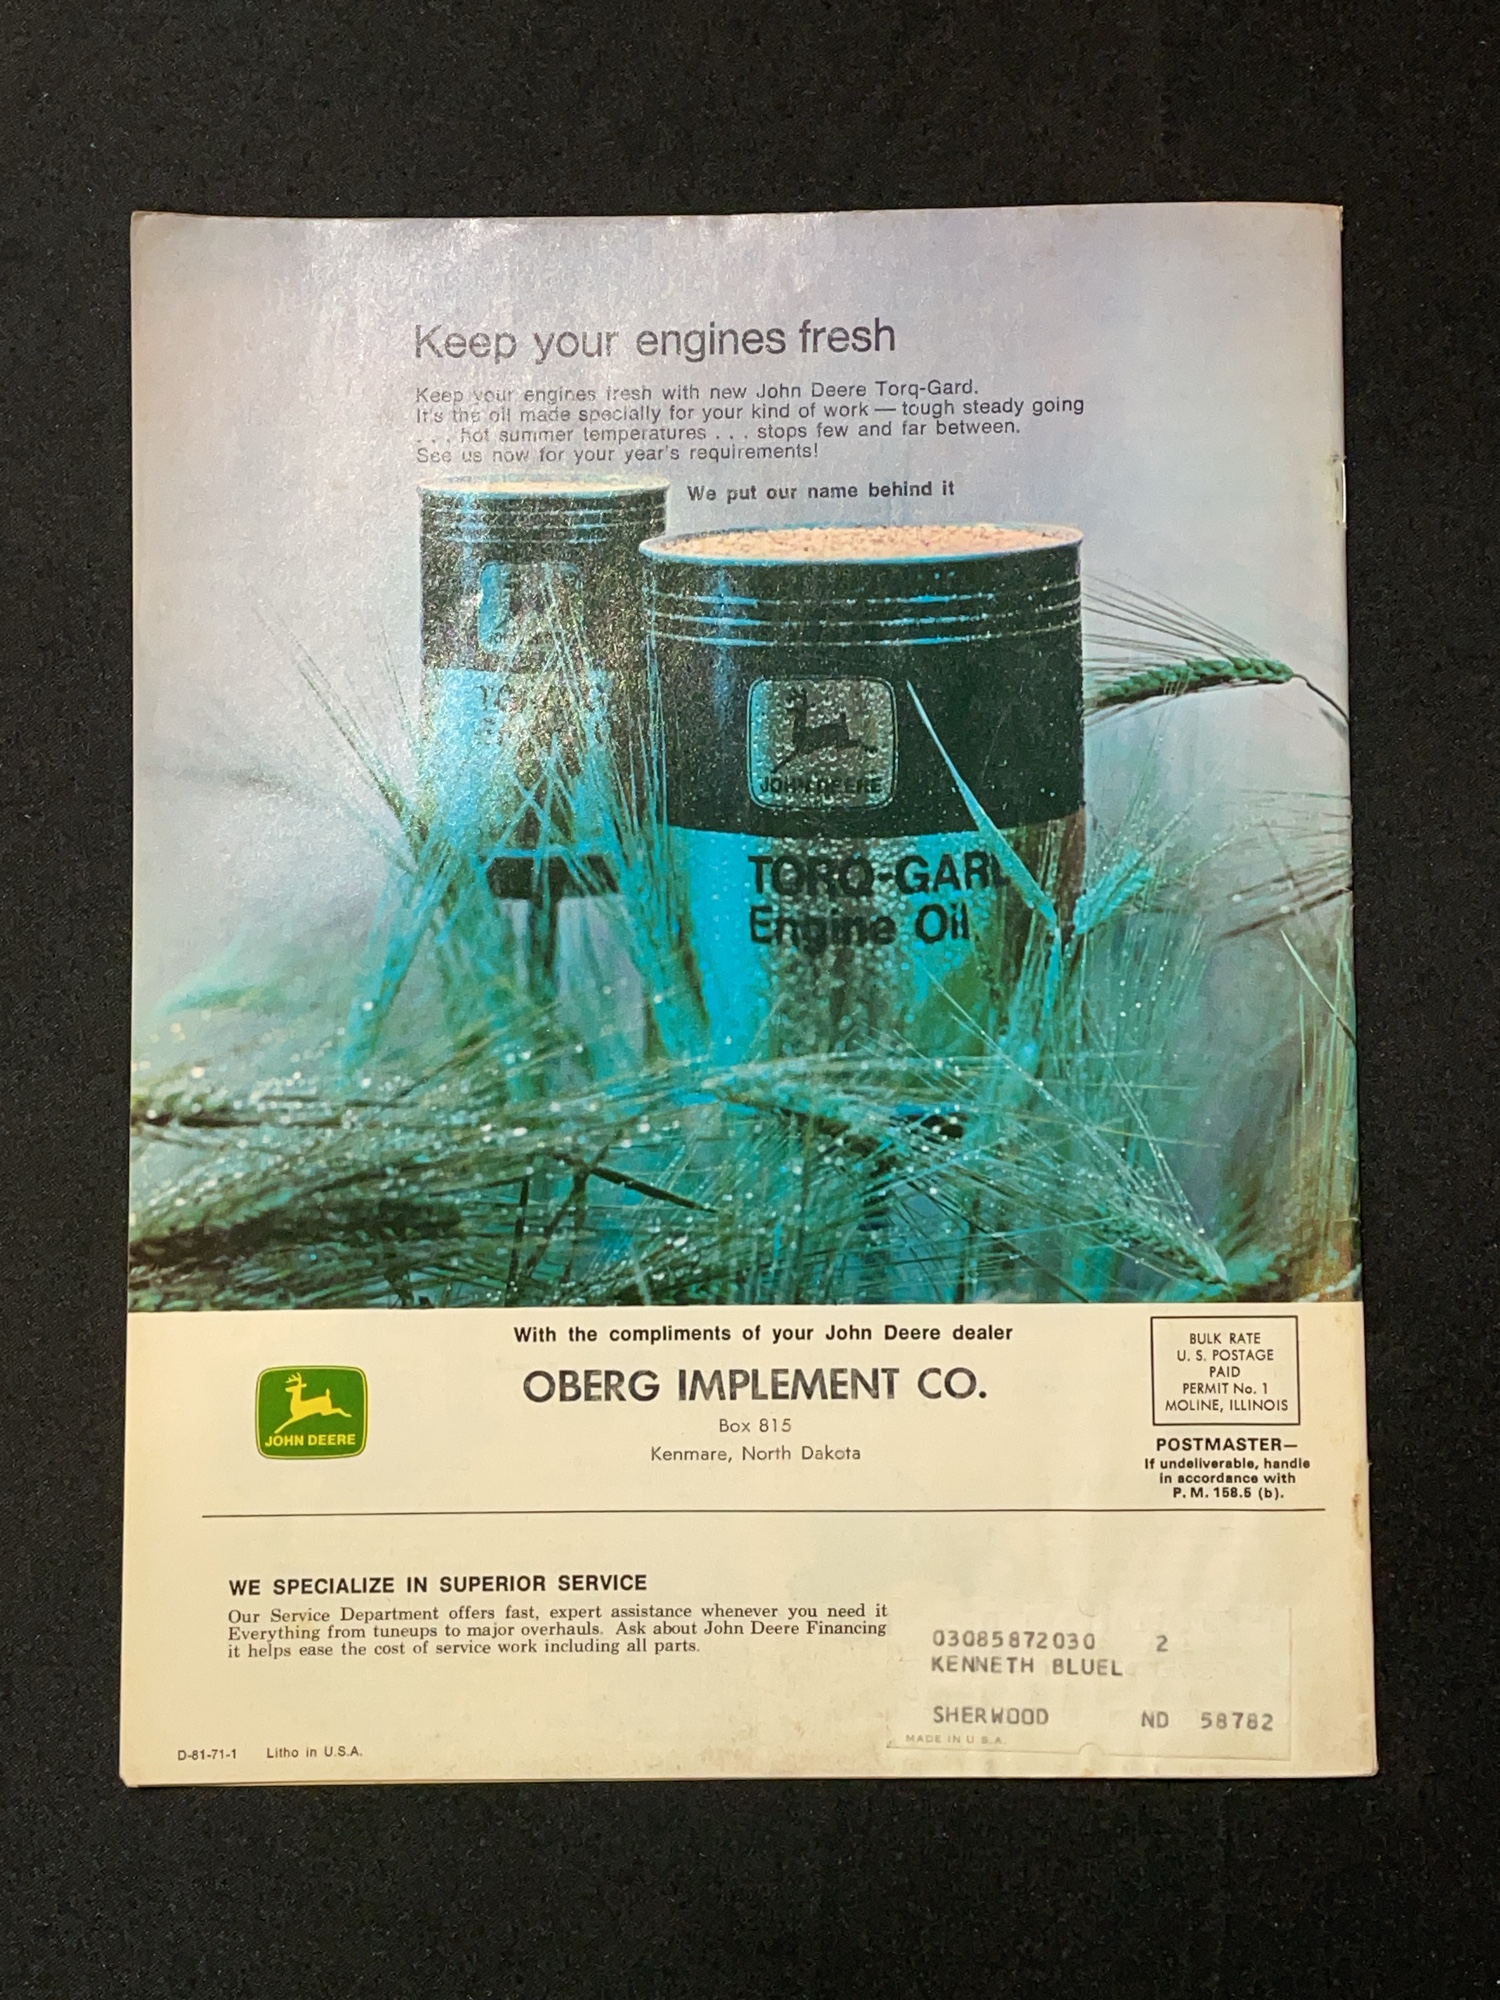 Keep your engines fresh
Keep your engines fresh with new John Deere Torq-Gard.
It's the oil made specially for your kind of work — tough steady going
. . . hot summer temperatures . . . stops few and far between.
See us now for your year's requirements!
We put our name behind it
JOHN DEERE
TORQ-GARD
Engine Oil
With the compliments of your John Deere dealer
OBERG IMPLEMENT CO.
Box 815
Kenmare, North Dakota
JOHN DEERE
BULK RATE
U. S. POSTAGE
PAID
PERMIT No. 1
MOLINE, ILLINOIS
POSTMASTER—
If undeliverable, handle
in accordance with
P. M. 158.5 (b).
WE SPECIALIZE IN SUPERIOR SERVICE
Our Service Department offers fast, expert assistance whenever you need it
Everything from tuneups to major overhauls. Ask about John Deere Financing
it helps ease the cost of service work including all parts.
03085872030 2
KENNETH BLUEL
SHERWOOD ND 58782
MADE IN U.S.A.
D-81-71-1 Litho in U.S.A.